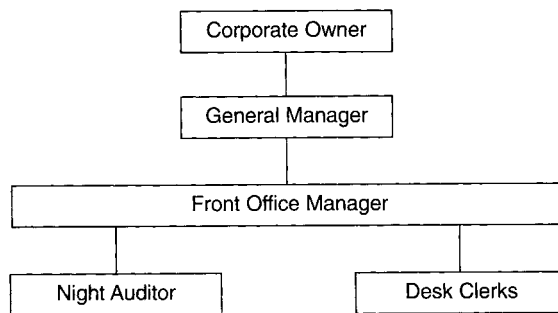 Corporate Owner
General Manager
Front Office Manager
Night Auditor
Desk Clerks